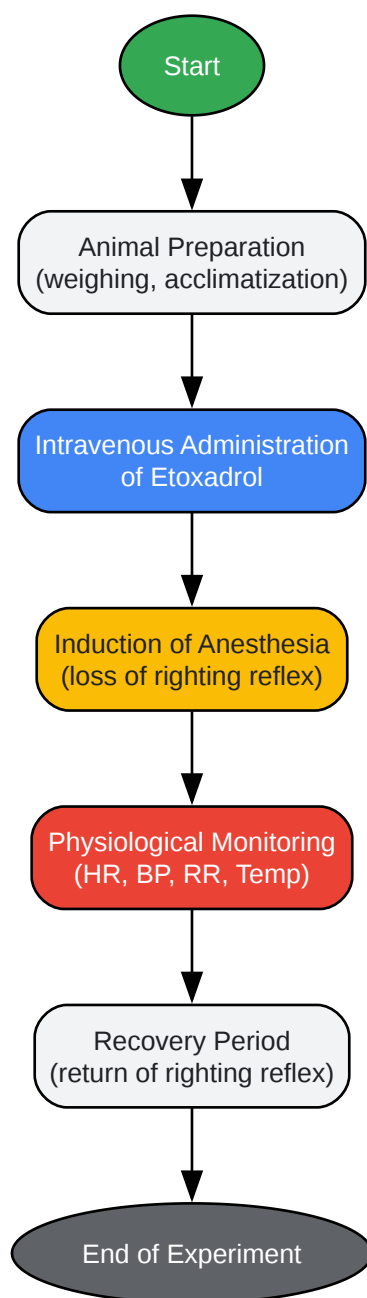 Start
Animal Preparation
(weighing, acclimatization)
Intravenous Administration
of Etoxadrol
Induction of Anesthesia
(loss of righting reflex)
Physiological Monitoring
(HR, BP, RR, Temp)
Recovery Period
(return of righting reflex)
End of Experiment